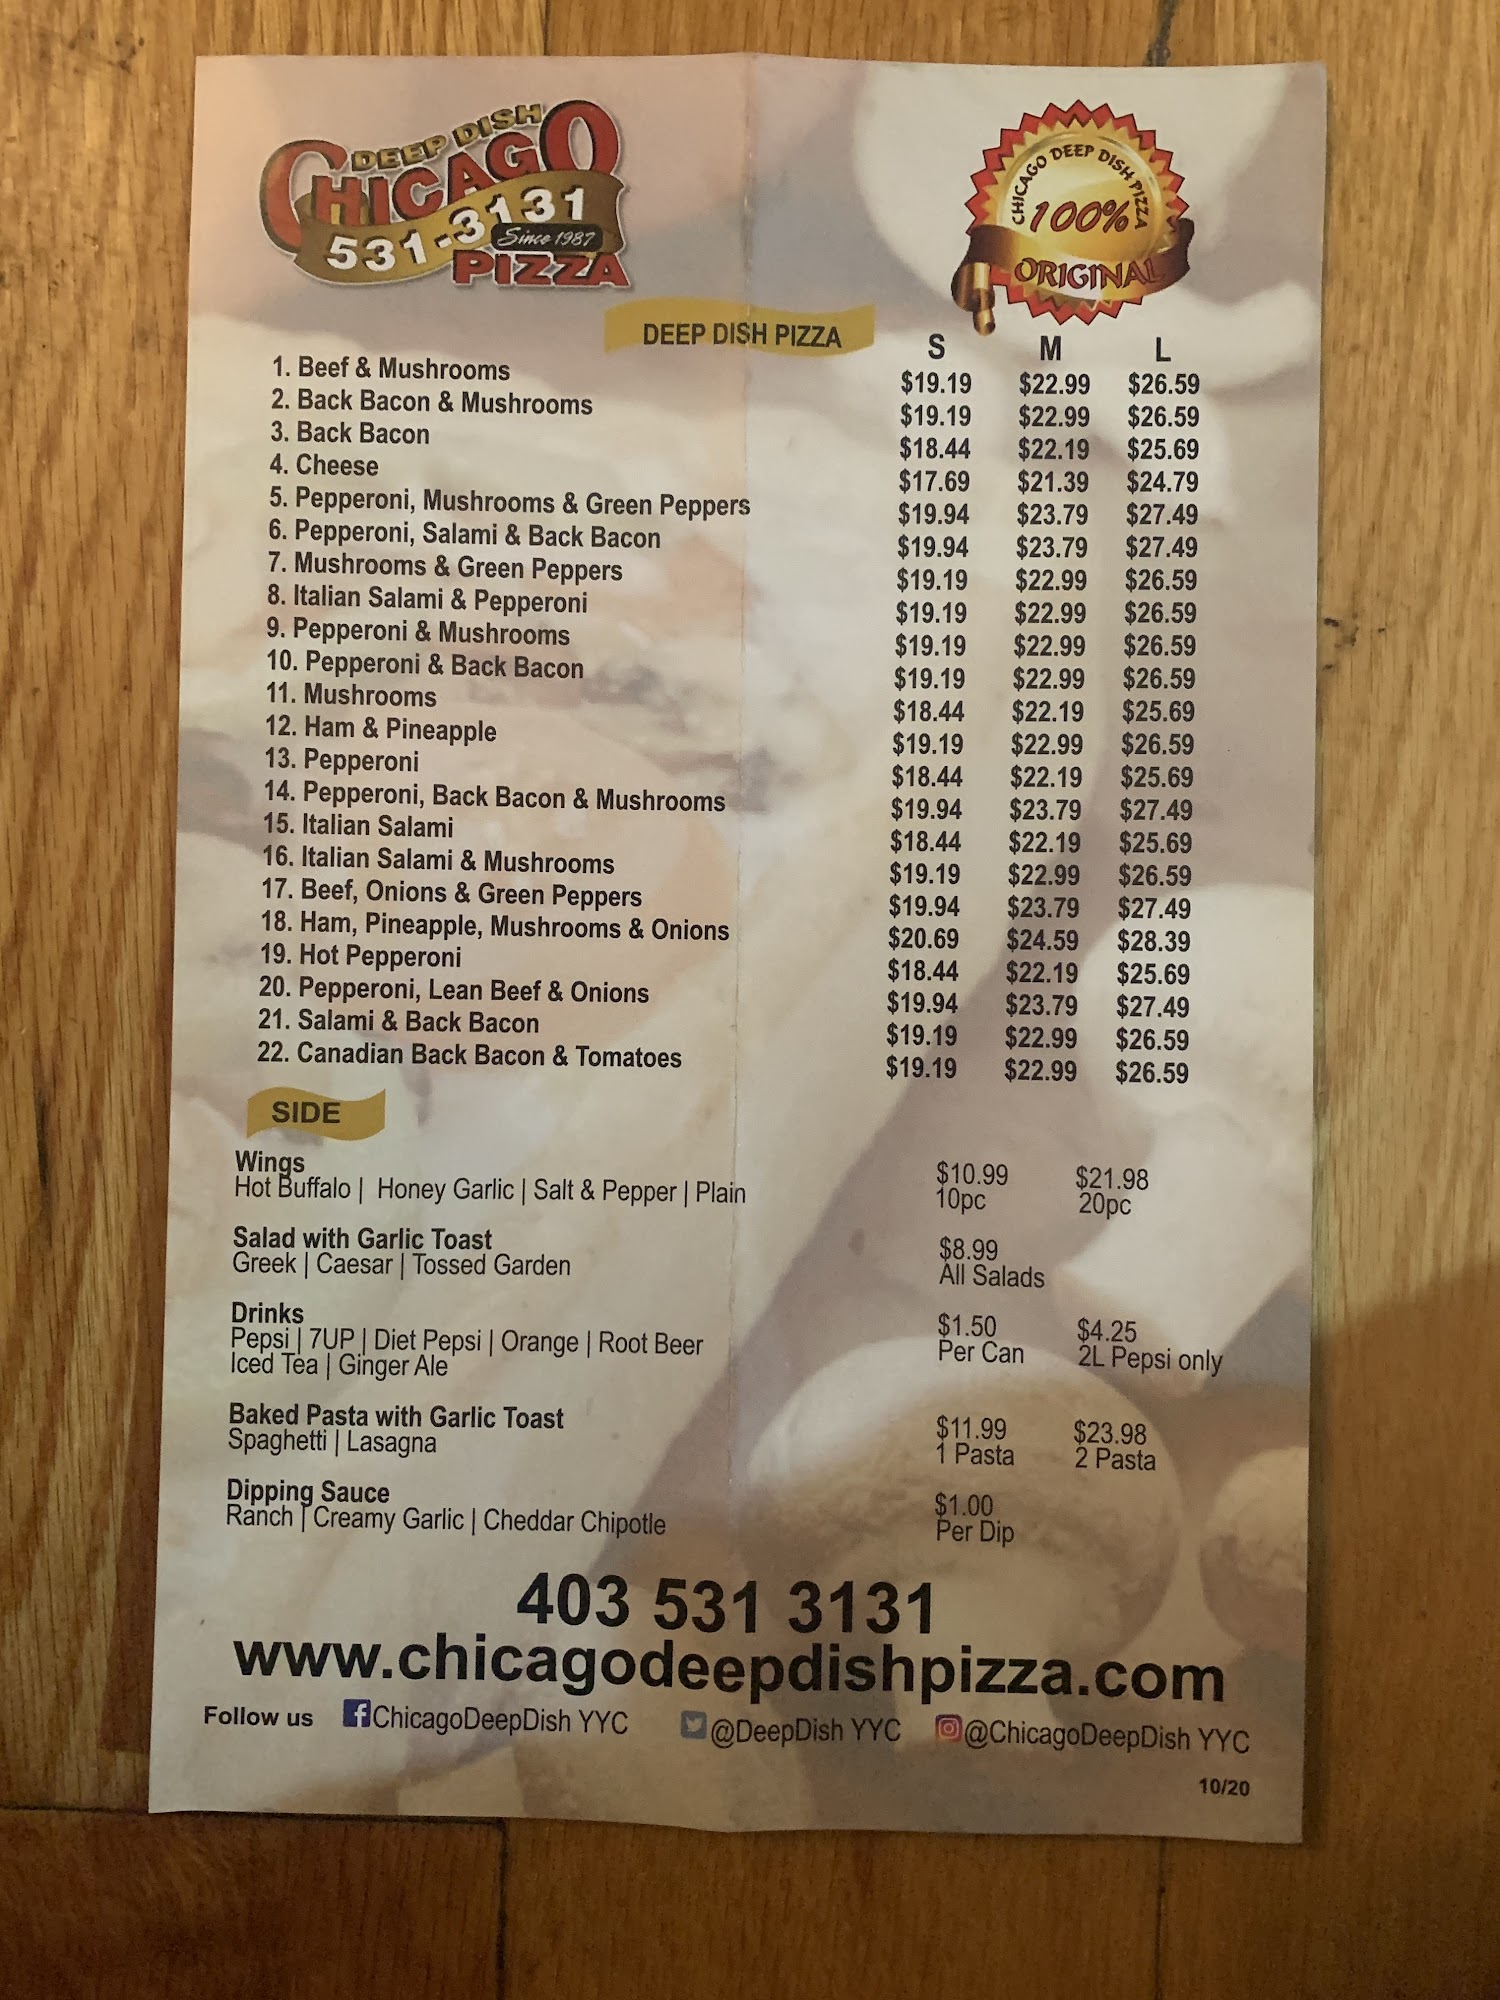 DEEP DISH
CHICAGO
531-3131
Since 1987
PIZZA
CHICAGO DEEP DISH PIZZA
100%
ORIGINAL
DEEP DISH PIZZA
S M L
1. Beef & Mushrooms $19.19 $22.99 $26.59
2. Back Bacon & Mushrooms $19.19 $22.99 $26.59
3. Back Bacon $18.44 $22.19 $25.69
4. Cheese $17.69 $21.39 $24.79
5. Pepperoni, Mushrooms & Green Peppers $19.94 $23.79 $27.49
6. Pepperoni, Salami & Back Bacon $19.94 $23.79 $27.49
7. Mushrooms & Green Peppers $19.19 $22.99 $26.59
8. Italian Salami & Pepperoni $19.19 $22.99 $26.59
9. Pepperoni & Mushrooms $19.19 $22.99 $26.59
10. Pepperoni & Back Bacon $19.19 $22.99 $26.59
11. Mushrooms $18.44 $22.19 $25.69
12. Ham & Pineapple $19.19 $22.99 $26.59
13. Pepperoni $18.44 $22.19 $25.69
14. Pepperoni, Back Bacon & Mushrooms $19.94 $23.79 $27.49
15. Italian Salami $18.44 $22.19 $25.69
16. Italian Salami & Mushrooms $19.19 $22.99 $26.59
17. Beef, Onions & Green Peppers $19.94 $23.79 $27.49
18. Ham, Pineapple, Mushrooms & Onions $20.69 $24.59 $28.39
19. Hot Pepperoni $18.44 $22.19 $25.69
20. Pepperoni, Lean Beef & Onions $19.94 $23.79 $27.49
21. Salami & Back Bacon $19.19 $22.99 $26.59
22. Canadian Back Bacon & Tomatoes $19.19 $22.99 $26.59
SIDE
Wings $10.99 $21.98
Hot Buffalo | Honey Garlic | Salt & Pepper | Plain 10pc 20pc
Salad with Garlic Toast $8.99
Greek | Caesar | Tossed Garden All Salads
Drinks $1.50 $4.25
Pepsi | 7UP | Diet Pepsi | Orange | Root Beer Per Can 2L Pepsi only
Iced Tea | Ginger Ale
Baked Pasta with Garlic Toast $11.99 $23.98
Spaghetti | Lasagna 1 Pasta 2 Pasta
Dipping Sauce $1.00
Ranch | Creamy Garlic | Cheddar Chipotle Per Dip
403 531 3131
www.chicagodeepdishpizza.com
Follow us f ChicagoDeepDish YYC @DeepDish YYC @ChicagoDeepDish YYC
10/20